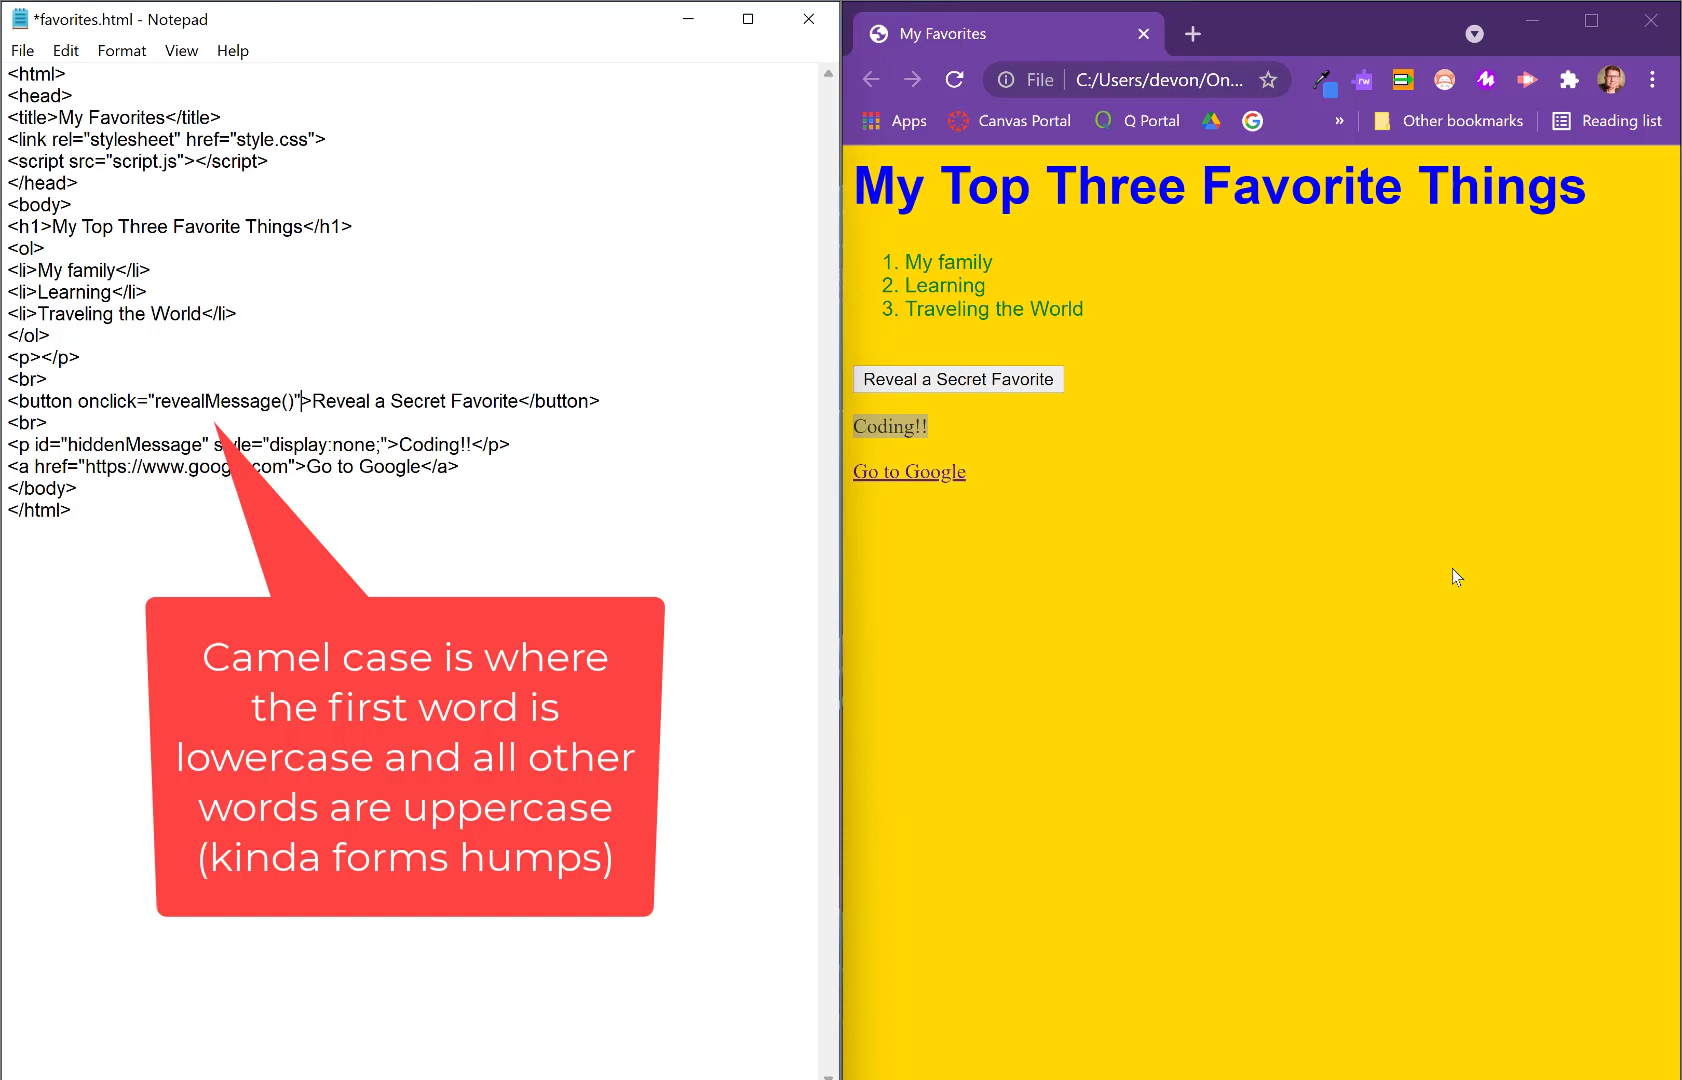 *favorites.html - Notepad
File Edit Format View Help
<html>
<head>
<title>My Favorites</title>
<link rel="stylesheet" href="style.css">
<script src="script.js"></script>
</head>
<body>
<h1>My Top Three Favorite Things</h1>
<ol>
<li>My family</li>
<li>Learning</li>
<li>Traveling the World</li>
</ol>
<p></p>
<br>
<button onclick="revealMessage()">Reveal a Secret Favorite</button>
<br>
<p id="hiddenMessage" style="display:none;">Coding!!</p>
<a href="https://www.google.com">Go to Google</a>
</body>
</html>
Camel case is where
the first word is
lowercase and all other
words are uppercase
(kinda forms humps)
My Favorites
File C:/Users/devon/On...
rw
Apps Canvas Portal Q Portal » Other bookmarks Reading list
My Top Three Favorite Things
1. My family
2. Learning
3. Traveling the World
Reveal a Secret Favorite
Coding!!
Go to Google